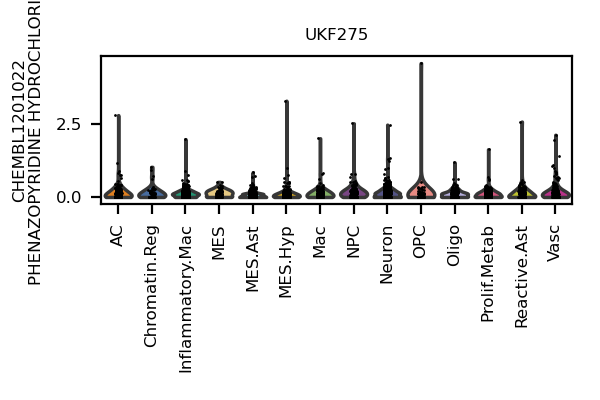 UKF275
CHEMBL1201022
PHENAZOPYRIDINE HYDROCHLORI
2.5
0.0
AC
Chromatin.Reg
Inflammatory.Mac
MES
MES.Ast
MES.Hyp
Mac
NPC
Neuron
OPC
Oligo
Prolif.Metab
Reactive.Ast
Vasc